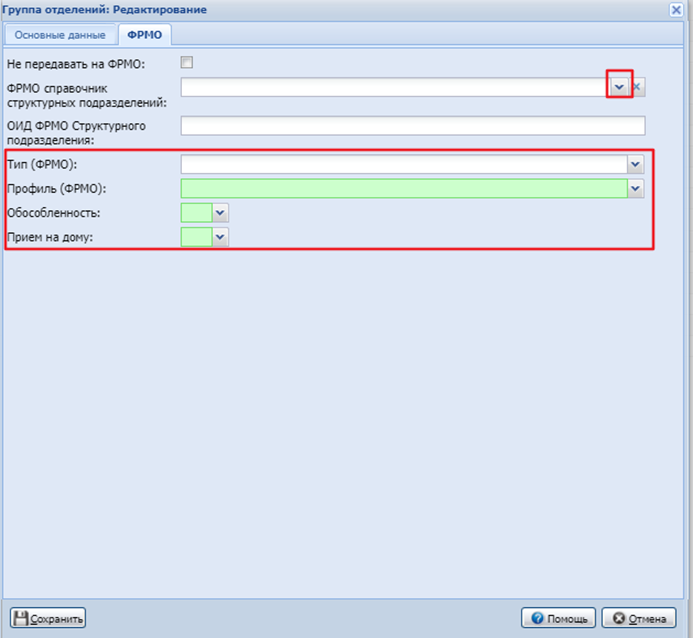 Группа отделений: Редактирование
Основные данные ФРМО
Не передавать на ФРМО:
ФРМО справочник
структурных подразделений:
ОИД ФРМО Структурного
подразделения:
Тип (ФРМО):
Профиль (ФРМО):
Обособленность:
Прием на дому:
Сохранить Помощь Отмена